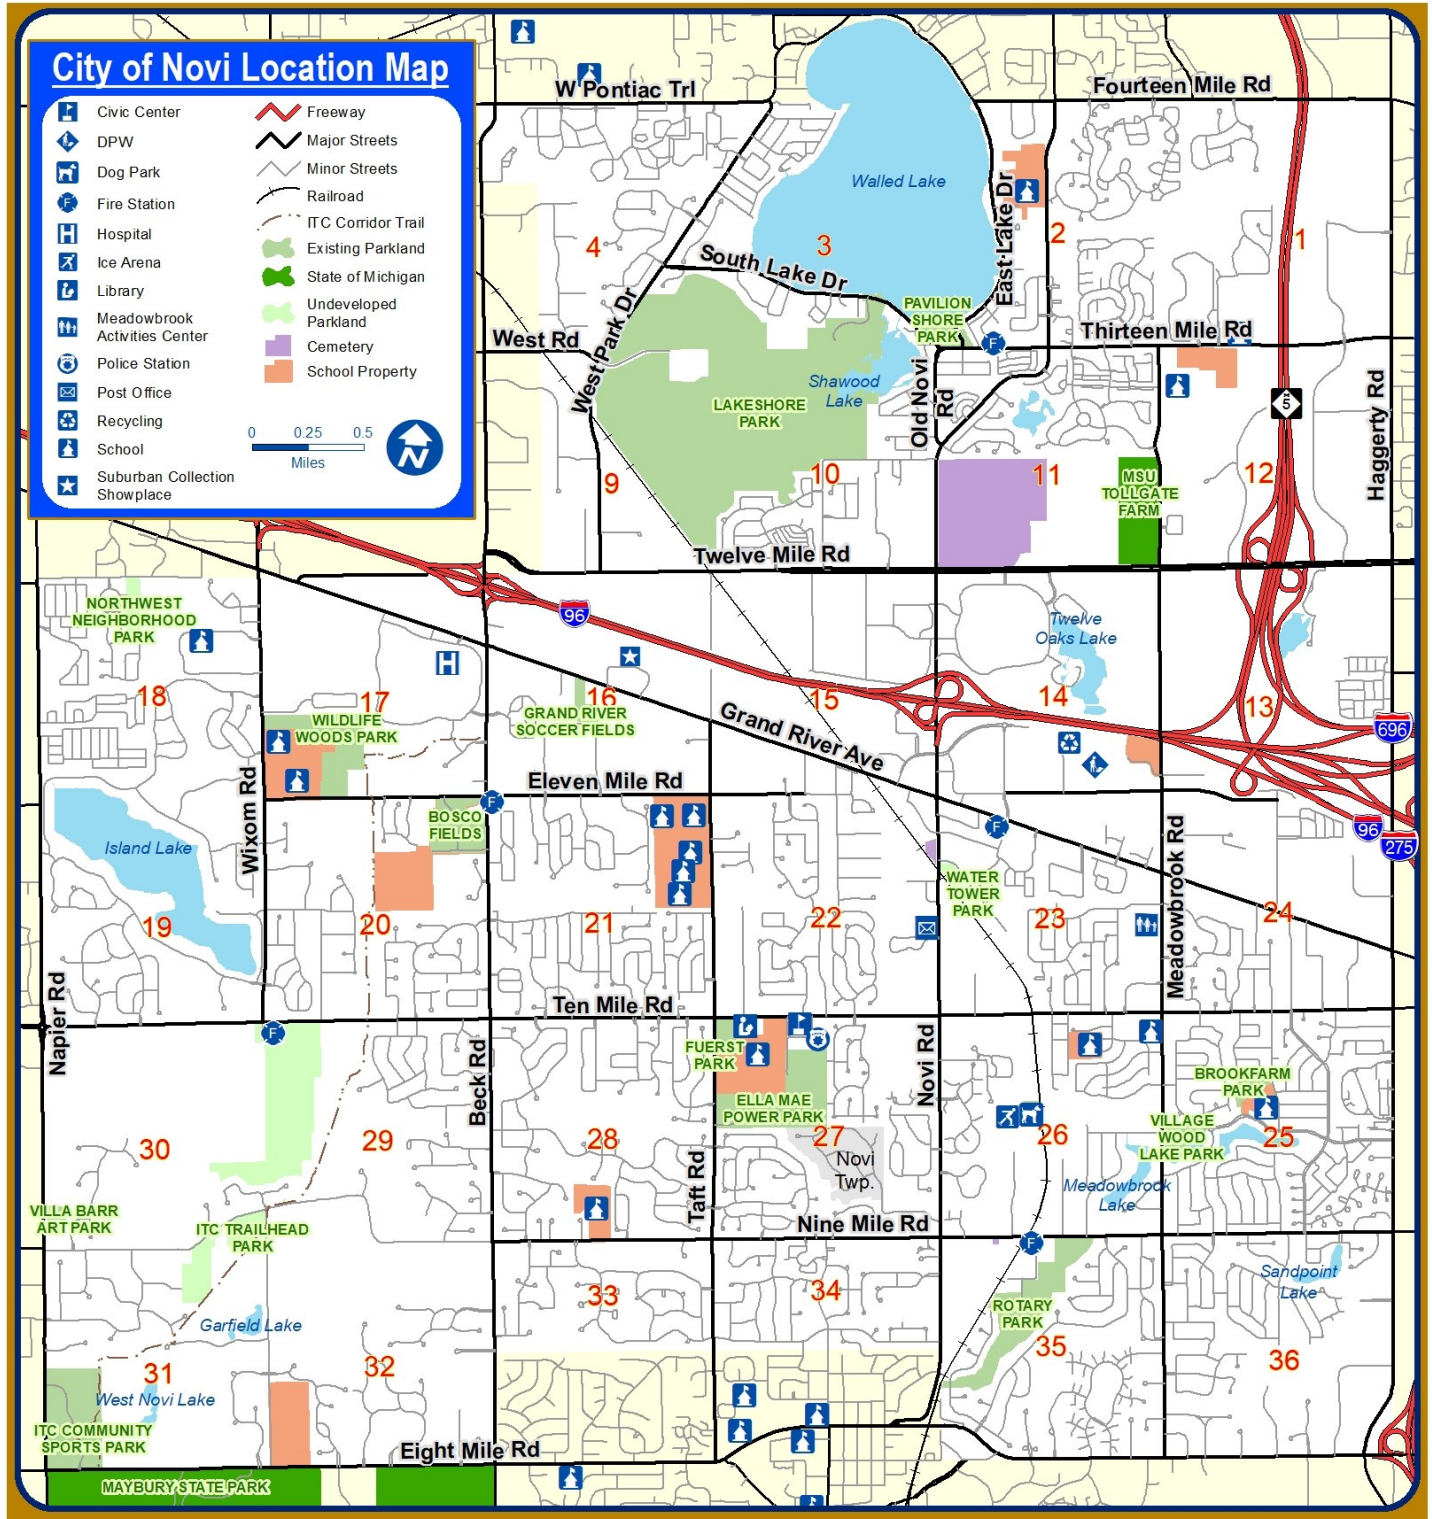 City of Novi Location Map
Civic Center
DPW
Dog Park
Fire Station
Hospital
Ice Arena
Library
Meadowbrook
Activities Center
Police Station
Post Office
Recycling
School
Suburban Collection
Showplace
Freeway
Major Streets
Minor Streets
Railroad
ITC Corridor Trail
Existing Parkland
State of Michigan
Undeveloped
Parkland
Cemetery
School Property
0 0.25 0.5
Miles
N
F
H
W Pontiac Trl
Fourteen Mile Rd
Walled Lake
East Lake Dr
4
3
2
1
South Lake Dr
PAVILION
SHORE
PARK
West Park Dr
West Rd
Thirteen Mile Rd
F
Shawood
Lake
LAKESHORE
PARK
Old Novi
Rd
5
Haggerty Rd
9
10
11
12
MSU
TOLLGATE
FARM
Twelve Mile Rd
NORTHWEST
NEIGHBORHOOD
PARK
96
Twelve
Oaks Lake
H
18
17
16
15
14
13
WILDLIFE
WOODS PARK
GRAND RIVER
SOCCER FIELDS
Grand River Ave
696
Wixom Rd
Eleven Mile Rd
F
BOSCO
FIELDS
F
96
275
Island Lake
Meadowbrook Rd
WATER
TOWER
PARK
19
20
21
22
23
24
Napier Rd
Ten Mile Rd
F
Beck Rd
FUERST
PARK
Novi Rd
BROOKFARM
PARK
ELLA MAE
POWER PARK
VILLAGE
WOOD
LAKE PARK
30
29
28
27
26
25
Novi
Twp.
Taft Rd
Meadowbrook
Lake
VILLA BARR
ART PARK
ITC TRAILHEAD
PARK
Nine Mile Rd
F
Sandpoint
Lake
33
34
ROTARY
PARK
35
36
Garfield Lake
31
32
West Novi Lake
ITC COMMUNITY
SPORTS PARK
Eight Mile Rd
MAYBURY STATE PARK